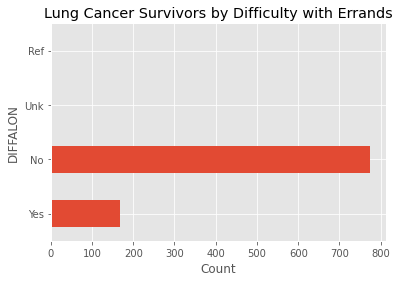 Lung Cancer Survivors by Difficulty with Errands
Ref
Unk
No
Yes
DIFFALON
0 100 200 300 400 500 600 700 800
Count